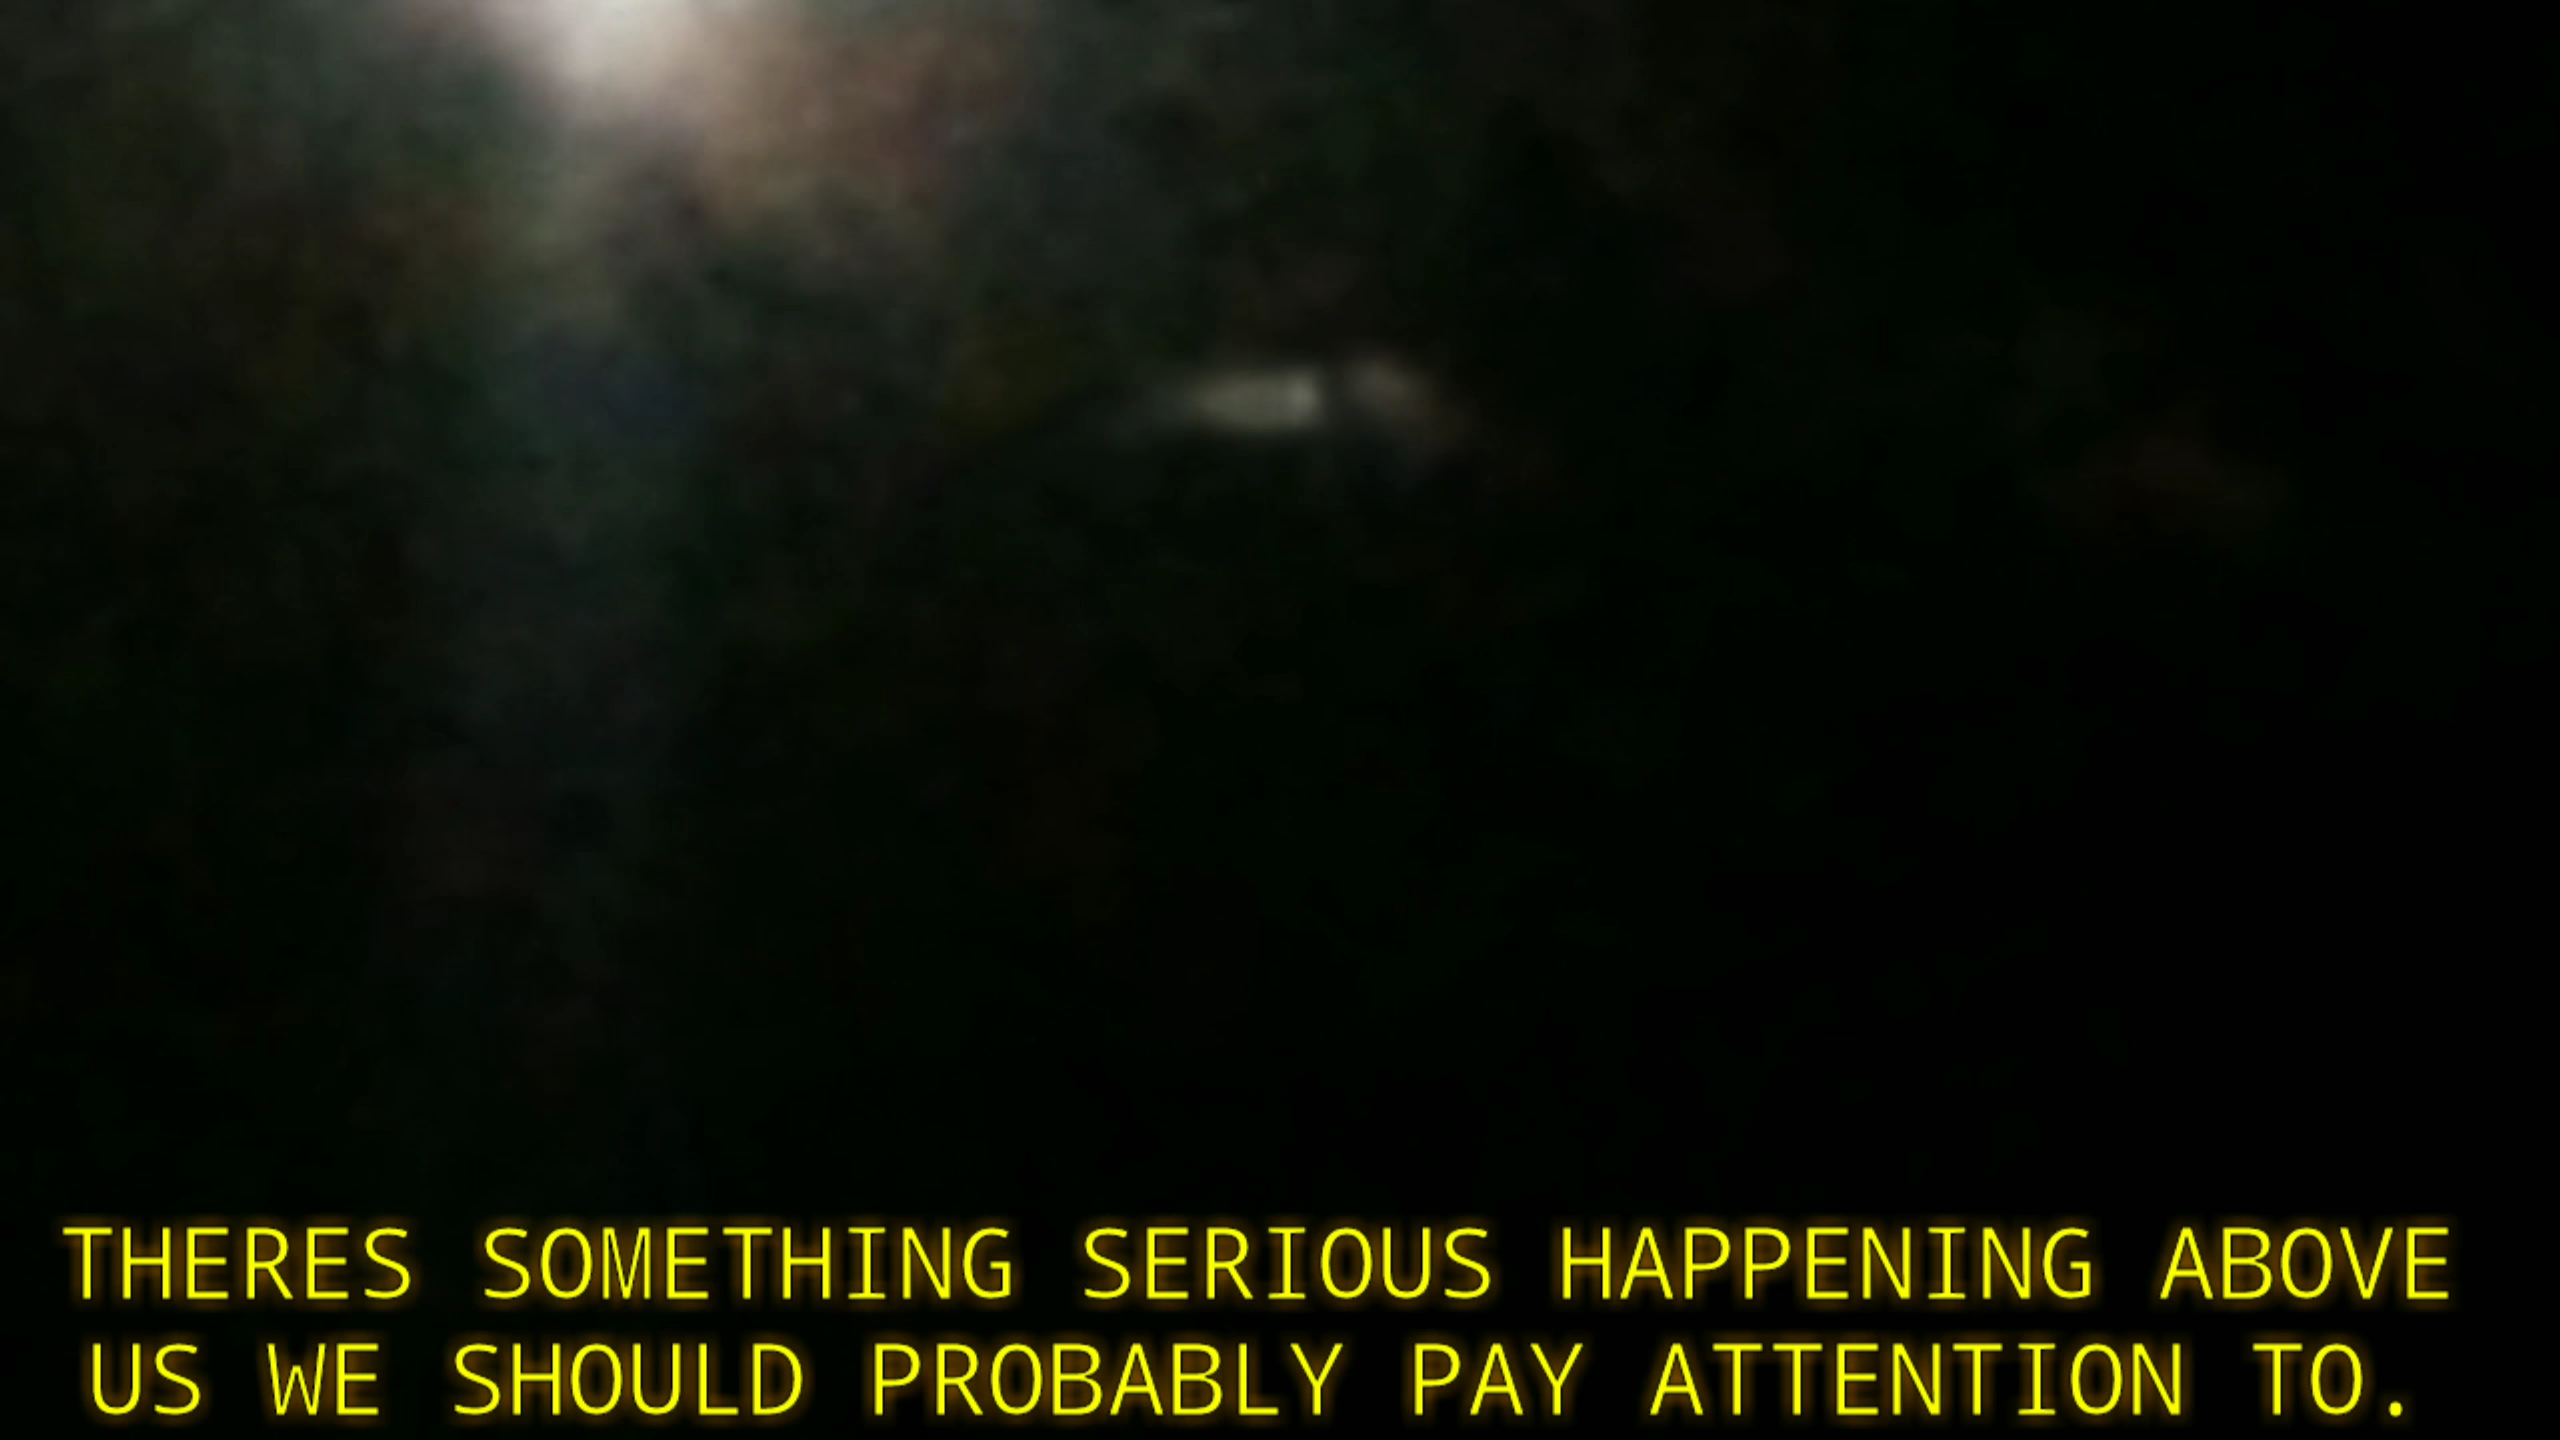 THERES SOMETHING SERIOUS HAPPENING ABOVE
US WE SHOULD PROBABLY PAY ATTENTION TO.